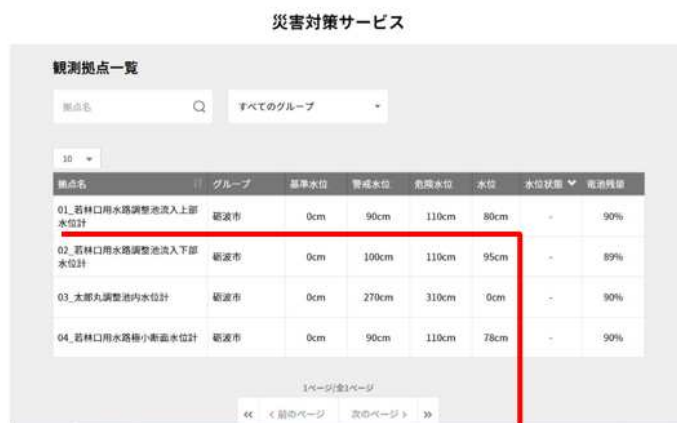 災害対策サービス
観測拠点一覧
拠点名 すべてのグループ
10
拠点名 グループ 基準水位 警戒水位 危険水位 水位 水位状態 電池残量
01_若林口用水路調整池流入上部
水位計 砺波市 0cm 90cm 110cm 80cm - 90%
02_若林口用水路調整池流入下部
水位計 砺波市 0cm 100cm 110cm 95cm - 89%
03_太郎丸調整池内水位計 砺波市 0cm 270cm 310cm 0cm - 90%
04_若林口用水路極小断面水位計 砺波市 0cm 90cm 110cm 78cm - 90%
1ページ/全1ページ
« < 前のページ 次のページ > »